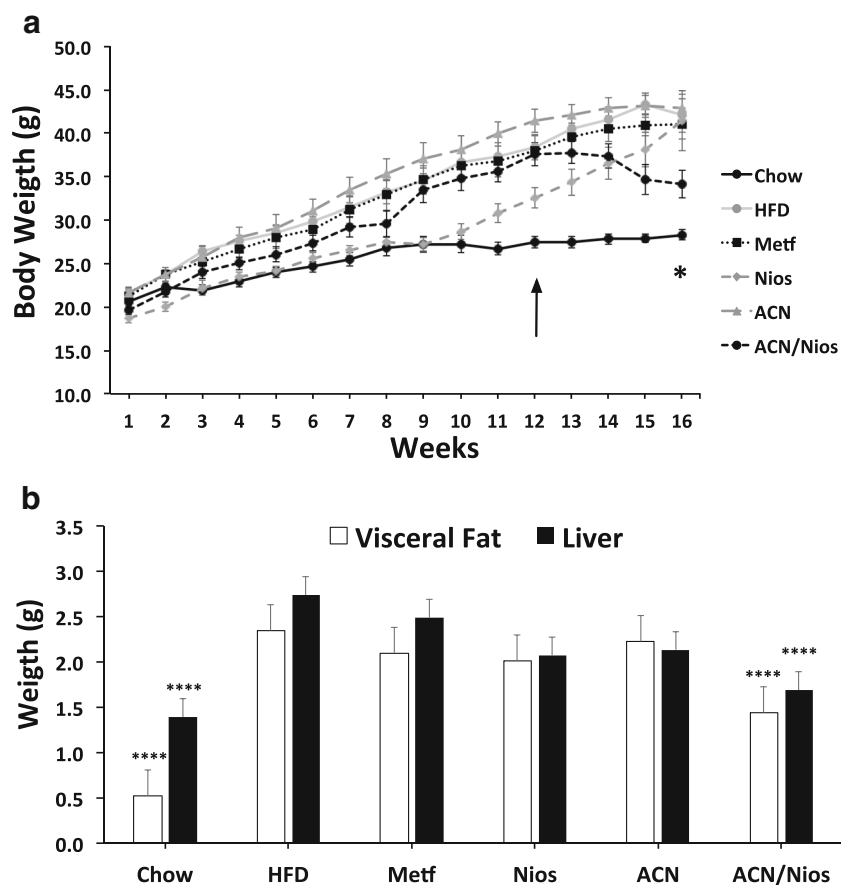 a
50.0
45.0
40.0
35.0
30.0
25.0
20.0
15.0
10.0
Body Weigth (g)
1 2 3 4 5 6 7 8 9 10 11 12 13 14 15 16
Weeks
*
Chow
HFD
Metf
Nios
ACN
ACN/Nios
b
3.5
3.0
2.5
2.0
1.5
1.0
0.5
0.0
Weigth (g)
Visceral Fat Liver
**** **** **** ****
Chow HFD Metf Nios ACN ACN/Nios